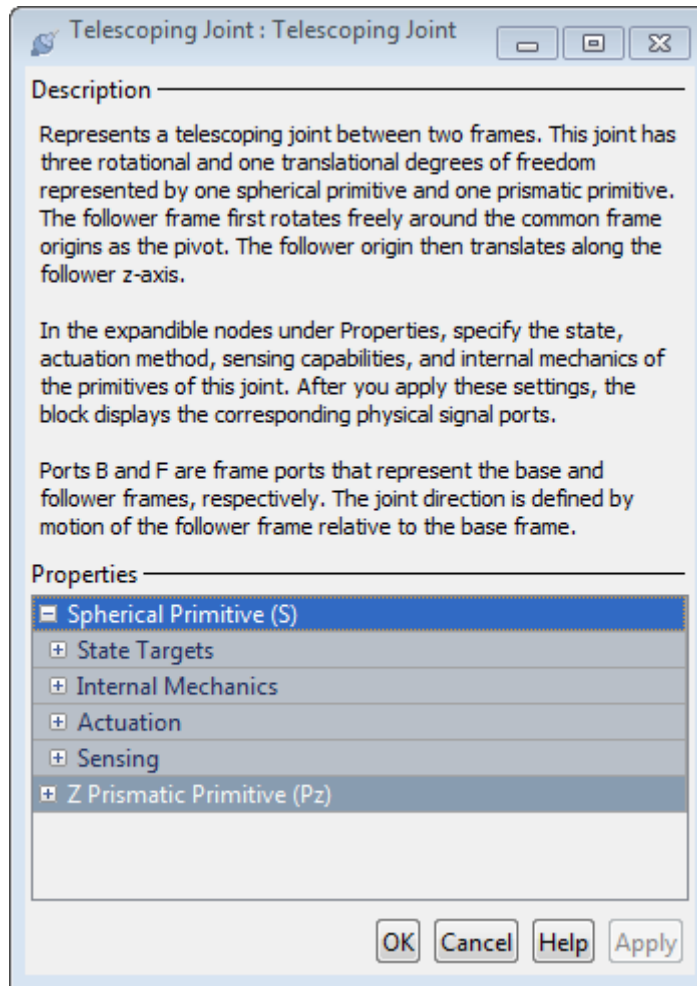 Telescoping Joint : Telescoping Joint
Description
Represents a telescoping joint between two frames. This joint has
three rotational and one translational degrees of freedom
represented by one spherical primitive and one prismatic primitive.
The follower frame first rotates freely around the common frame
origins as the pivot. The follower origin then translates along the
follower z-axis.
In the expandible nodes under Properties, specify the state,
actuation method, sensing capabilities, and internal mechanics of
the primitives of this joint. After you apply these settings, the
block displays the corresponding physical signal ports.
Ports B and F are frame ports that represent the base and
follower frames, respectively. The joint direction is defined by
motion of the follower frame relative to the base frame.
Properties
Spherical Primitive (S)
State Targets
Internal Mechanics
Actuation
Sensing
Z Prismatic Primitive (Pz)
OK Cancel Help Apply